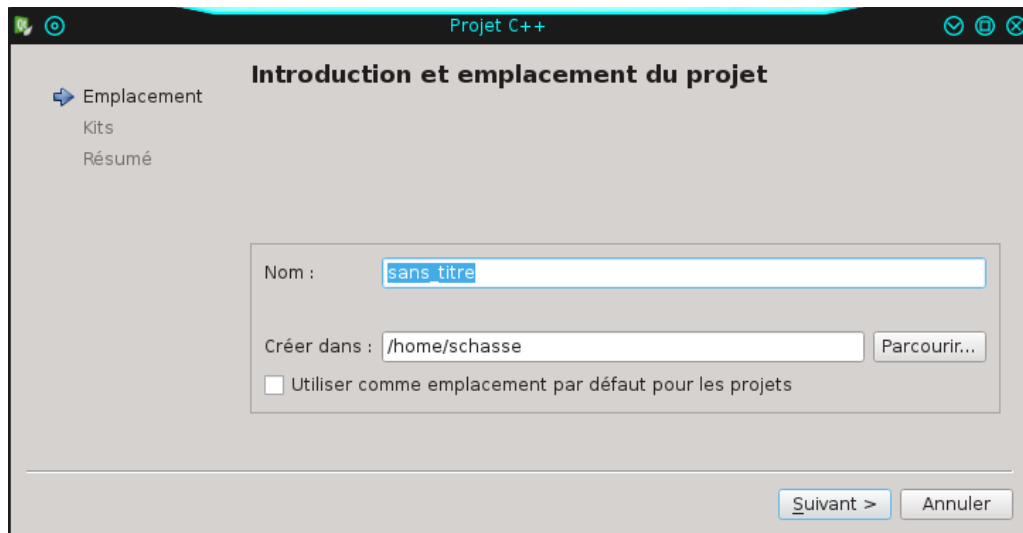 Projet C++
Introduction et emplacement du projet
Emplacement
Kits
Résumé
Nom :
sans_titre
Créer dans :
/home/schasse
Parcourir...
Utiliser comme emplacement par défaut pour les projets
Suivant >
Annuler